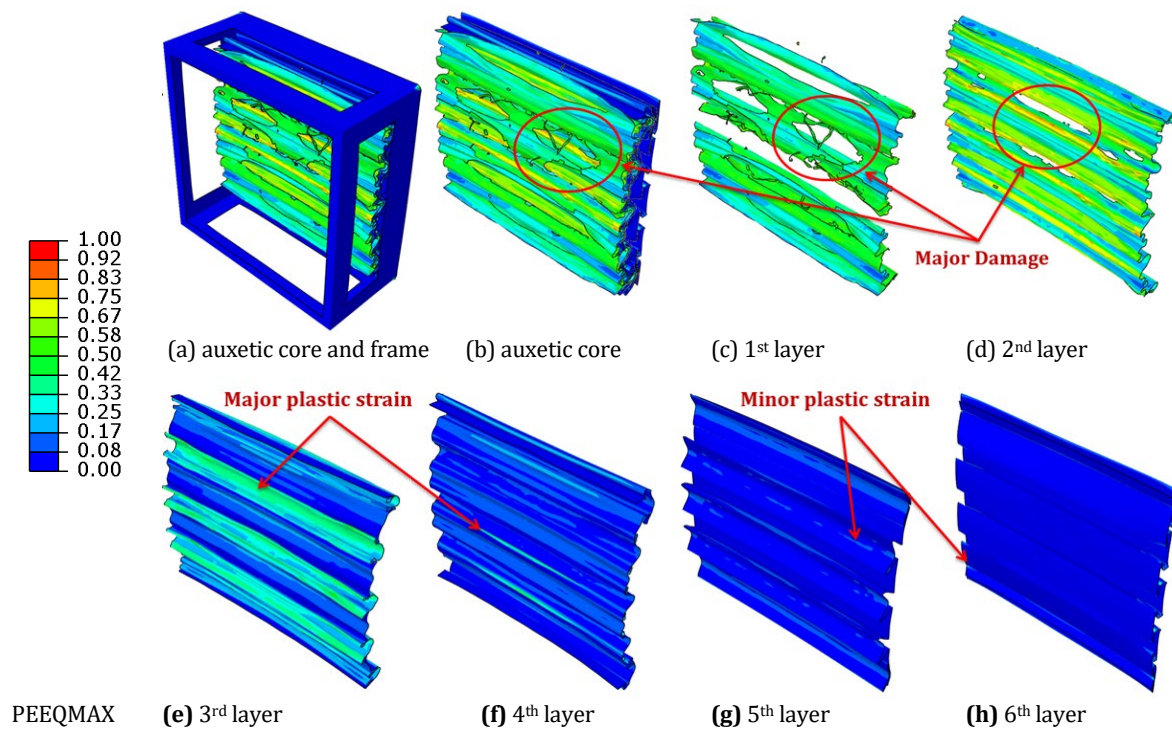 1.00
0.92
0.83
0.75
0.67
0.58
0.50
0.42
0.33
0.25
0.17
0.08
0.00
Major Damage
(a) auxetic core and frame
(b) auxetic core
(c) 1st layer
(d) 2nd layer
Major plastic strain
Minor plastic strain
PEEQMAX
(e) 3rd layer
(f) 4th layer
(g) 5th layer
(h) 6th layer